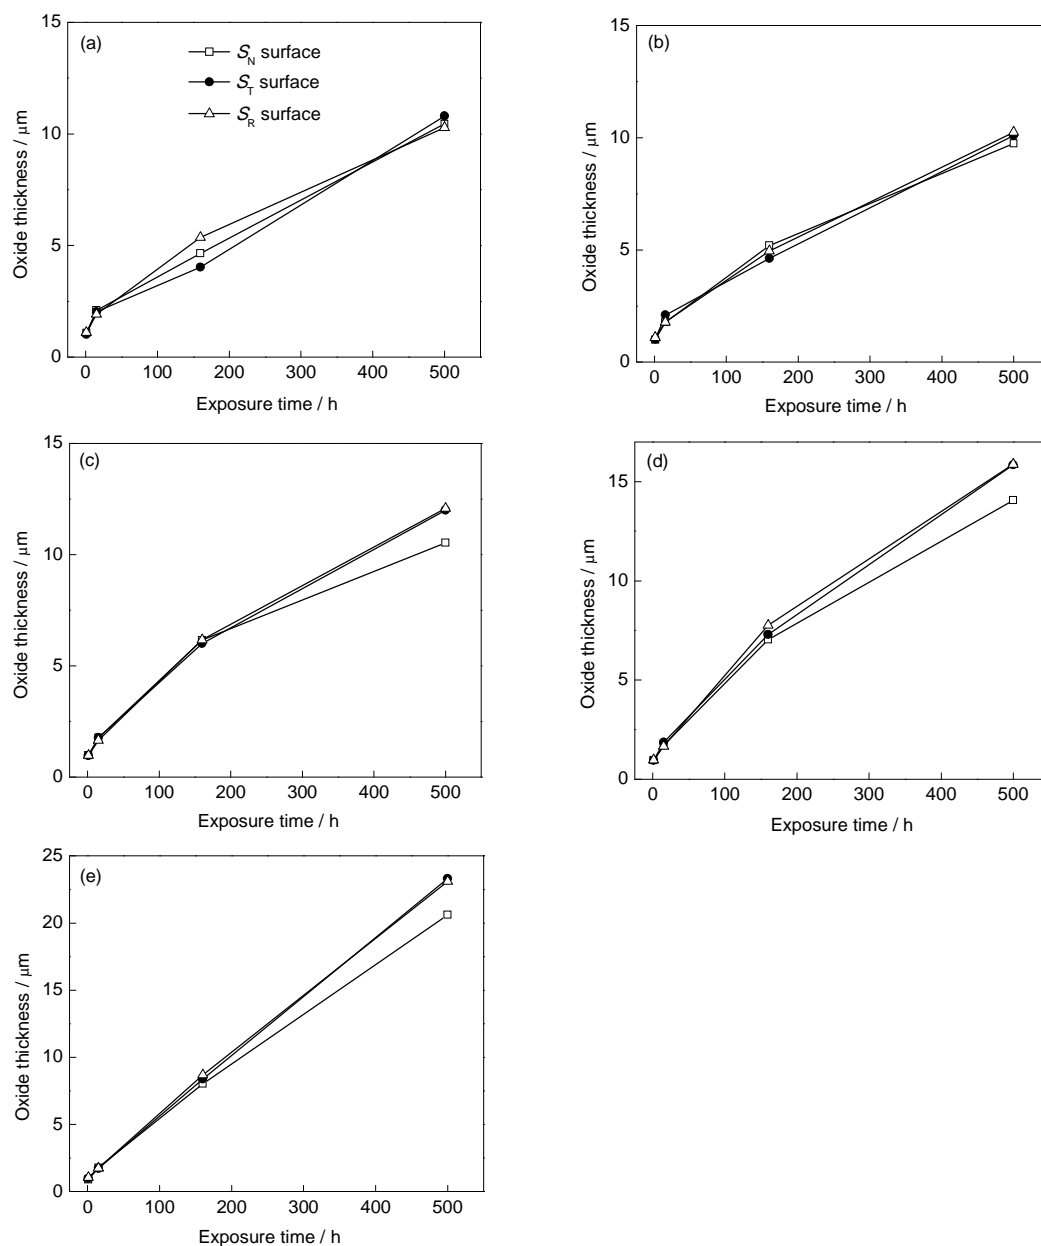 (a)
S_N surface
S_T surface
S_R surface
15
10
5
0
Oxide thickness / μm
0 100 200 300 400 500
Exposure time / h
(b)
15
10
5
0
Oxide thickness / μm
0 100 200 300 400 500
Exposure time / h
(c)
15
10
5
0
Oxide thickness / μm
0 100 200 300 400 500
Exposure time / h
(d)
15
10
5
0
Oxide thickness / μm
0 100 200 300 400 500
Exposure time / h
(e)
25
20
15
10
5
0
Oxide thickness / μm
0 100 200 300 400 500
Exposure time / h